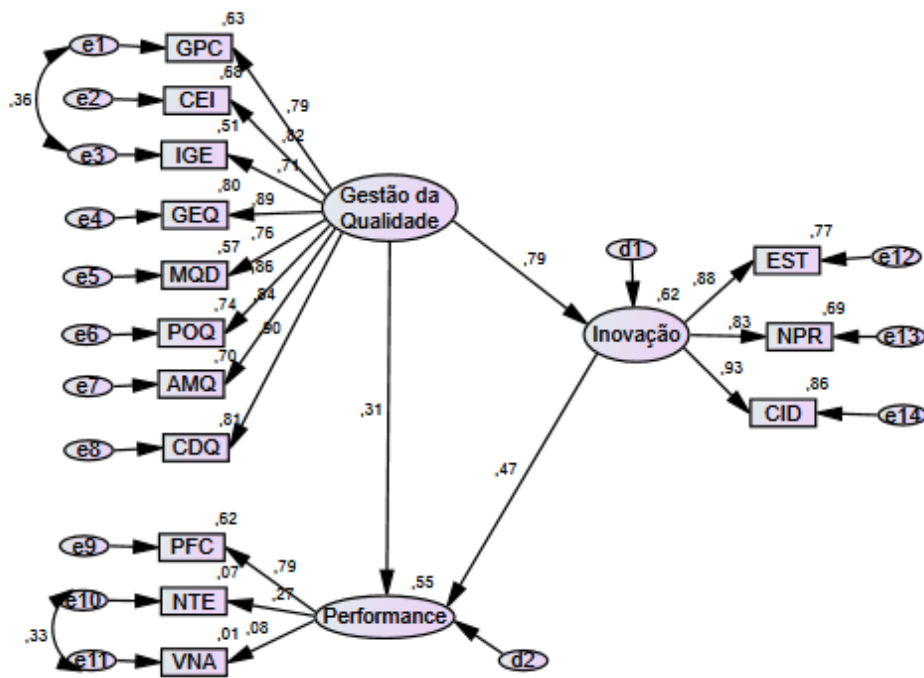 ,63
e1
GPC
,68
,79
e2
CEI
,36
,51
,82
e3
IGE
,71
,80
,89
Gestão da
Qualidade
e4
GEQ
,76
,57
,86
e5
MQD
,74
,84
e6
POQ
,90
,70
e7
AMQ
,81
e8
CDQ
,79
d1
,62
Inovação
,88
,77
EST
e12
,83
,69
NPR
e13
,93
,86
CID
e14
,31
,47
,62
e9
PFC
,79
,07
e10
NTE
,27
,33
,01
,08
e11
VNA
,55
Performance
d2